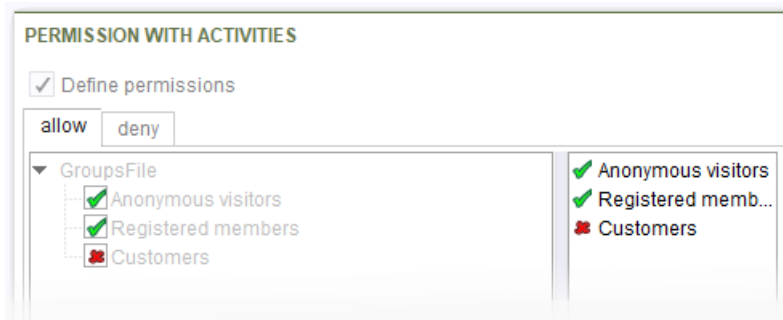 PERMISSION WITH ACTIVITIES
Define permissions
allow deny
GroupsFile
Anonymous visitors
Registered members
Customers
Anonymous visitors
Registered memb...
Customers